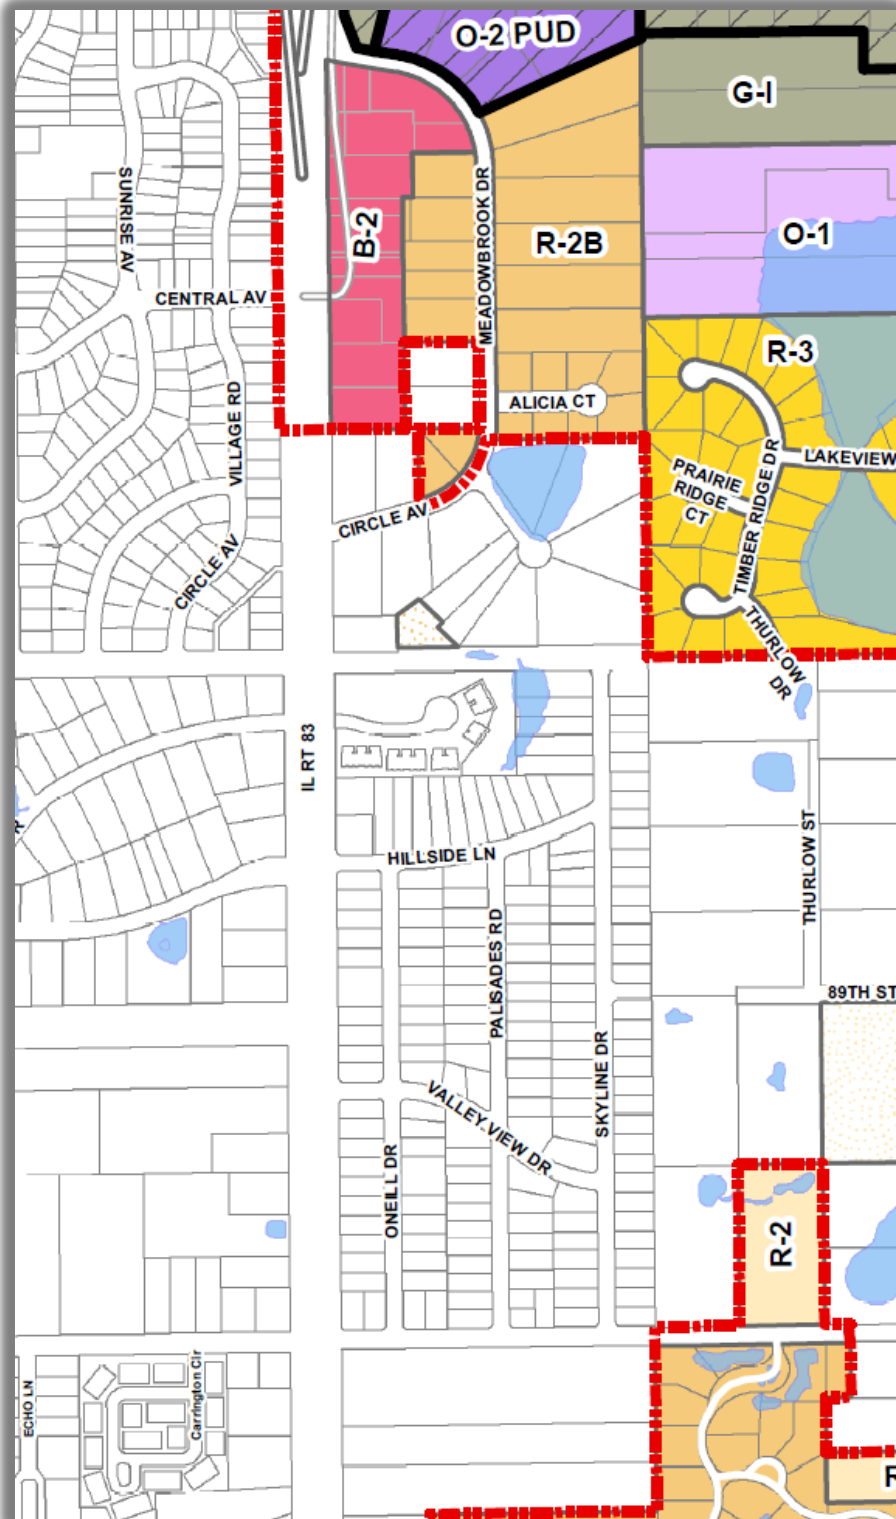 O-2 PUD
G-I
SUNRISE AV
B-2
MEADOWBROOK DR
R-2B
O-1
CENTRAL AV
R-3
VILLAGE RD
ALICIA CT
LAKEVIEW
PRAIRIE
RIDGE
CT
TIMBER RIDGE DR
CIRCLE AV
CIRCLE AV
THURLOW
DR
IL RT 83
HILLSIDE LN
THURLOW ST
PALISADES RD
89TH ST
SKYLINE DR
VALLEY VIEW DR
ONEILL DR
R-2
ECHO LN
Carrington Cir
R